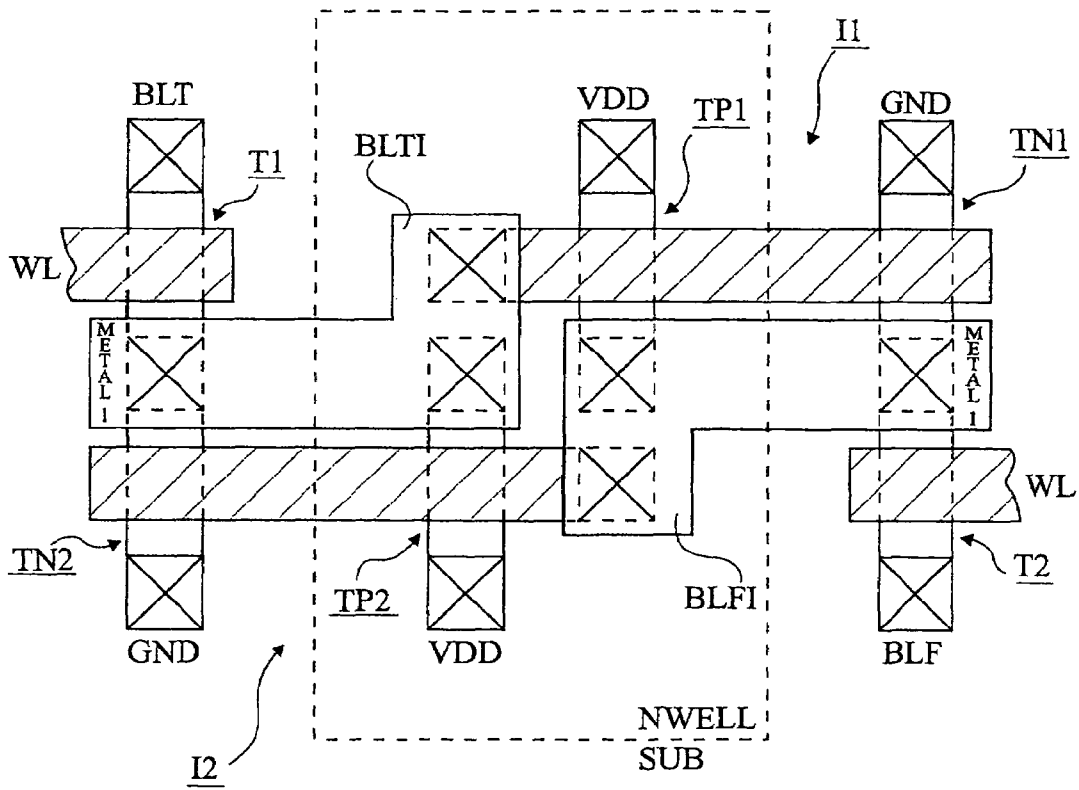 I1
BLT
VDD
GND
TP1
TN1
BLTI
T1
WL
METAL 1
METAL 1
WL
TN2
TP2
BLFI
T2
GND
VDD
BLF
NWELL
SUB
I2